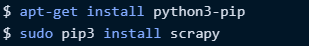 $ apt-get install python3-pip
$ sudo pip3 install scrapy